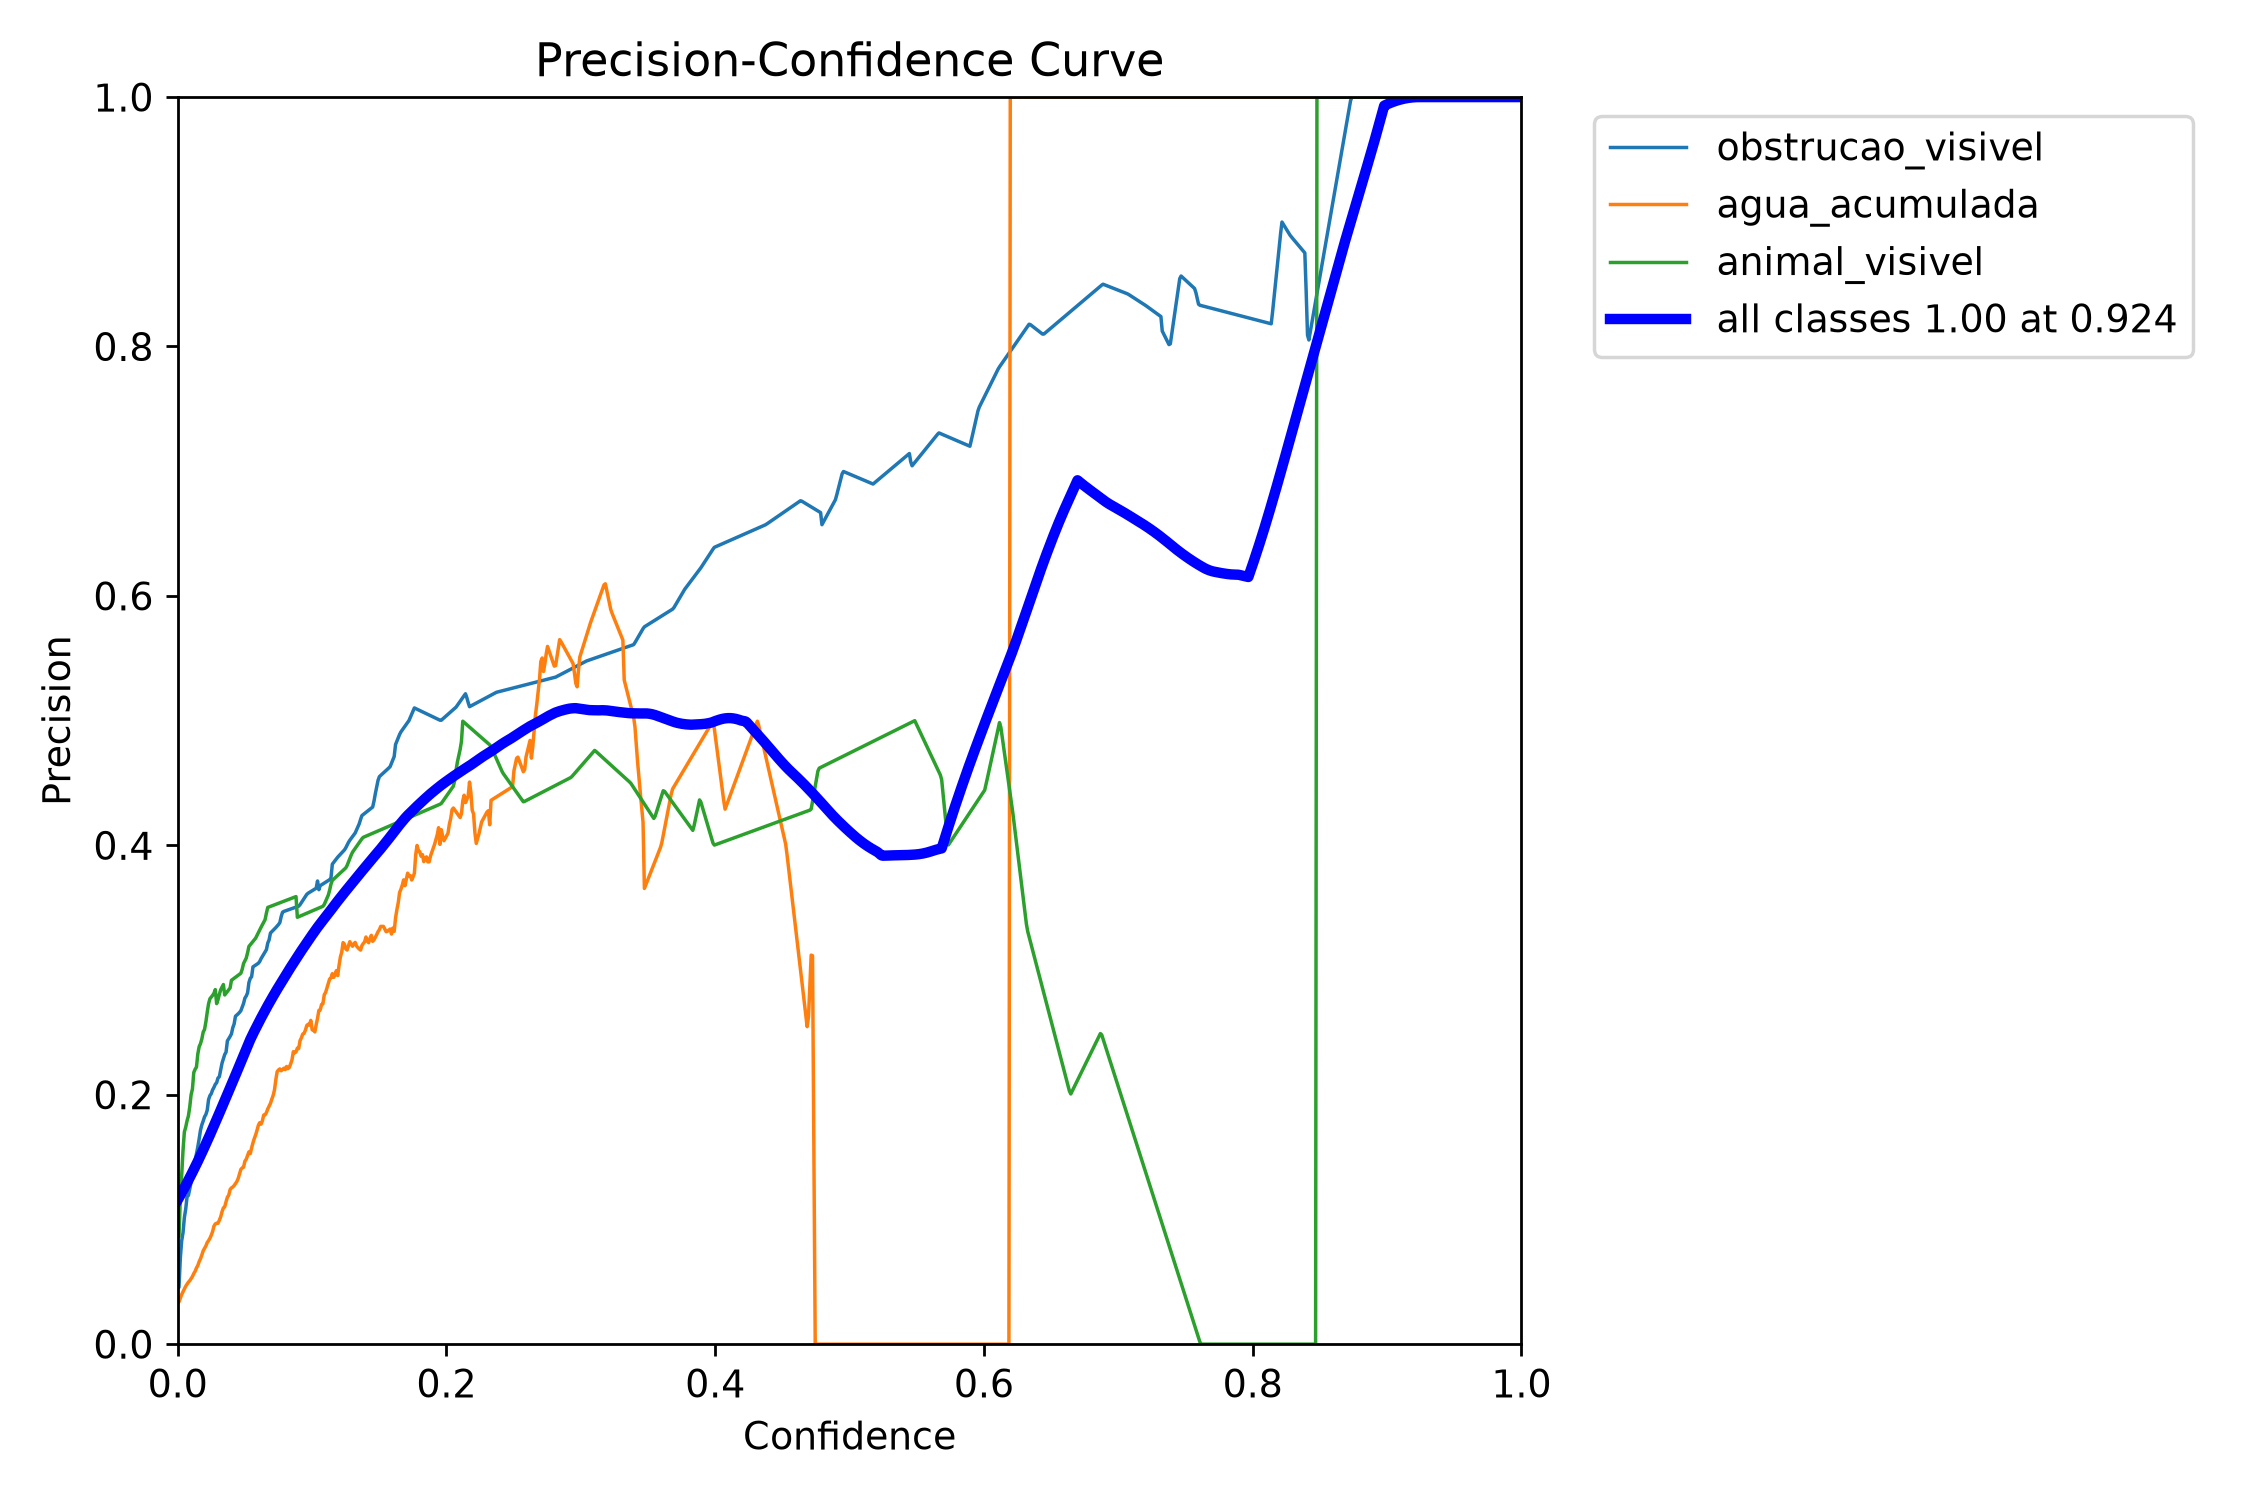 Precision-Confidence Curve
1.0
0.8
0.6
0.4
0.2
0.0
Precision
0.0 0.2 0.4 0.6 0.8 1.0
Confidence
obstrucao_visivel
agua_acumulada
animal_visivel
all classes 1.00 at 0.924